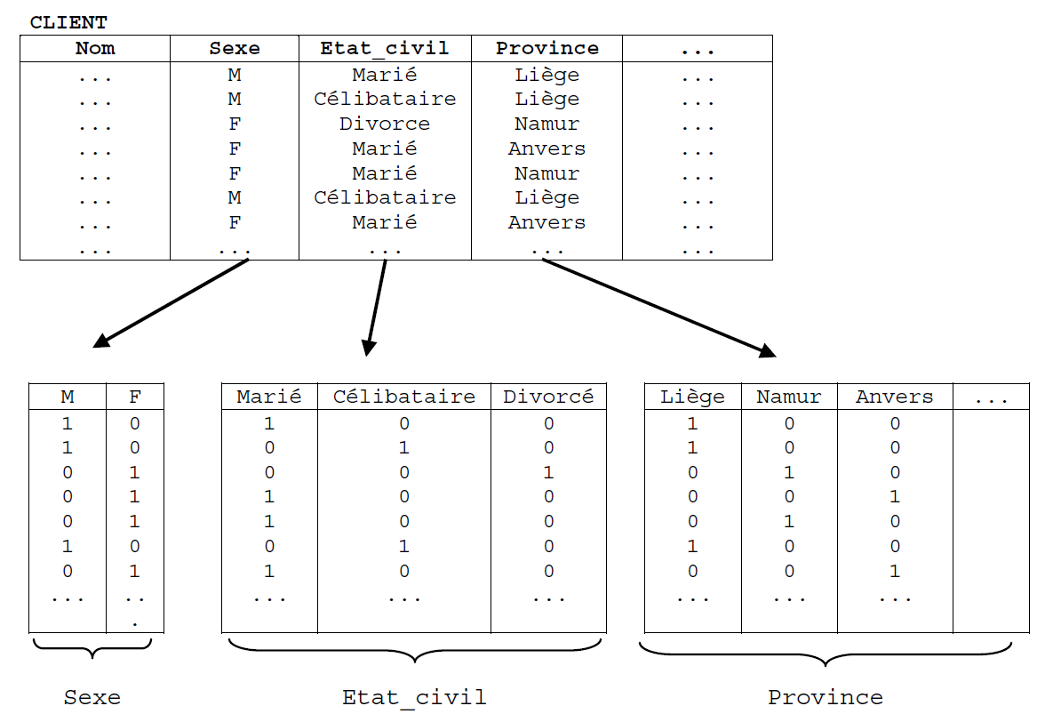 CLIENT
Nom Sexe Etat_civil Province ...
... M Marié Liège ...
... M Célibataire Liège ...
... F Divorce Namur ...
... F Marié Anvers ...
... F Marié Namur ...
... M Célibataire Liège ...
... F Marié Anvers ...
... ... ... ... ...
M F Marié Célibataire Divorcé Liège Namur Anvers ...
1 0 1 0 0 1 0 0
1 0 0 1 0 1 0 0
0 1 0 0 1 0 1 0
0 1 1 0 0 0 0 1
0 1 1 0 0 0 1 0
1 0 0 1 0 1 0 0
0 1 1 0 0 0 0 1
... .. ... ... ... ... ... ...
.
Sexe Etat_civil Province